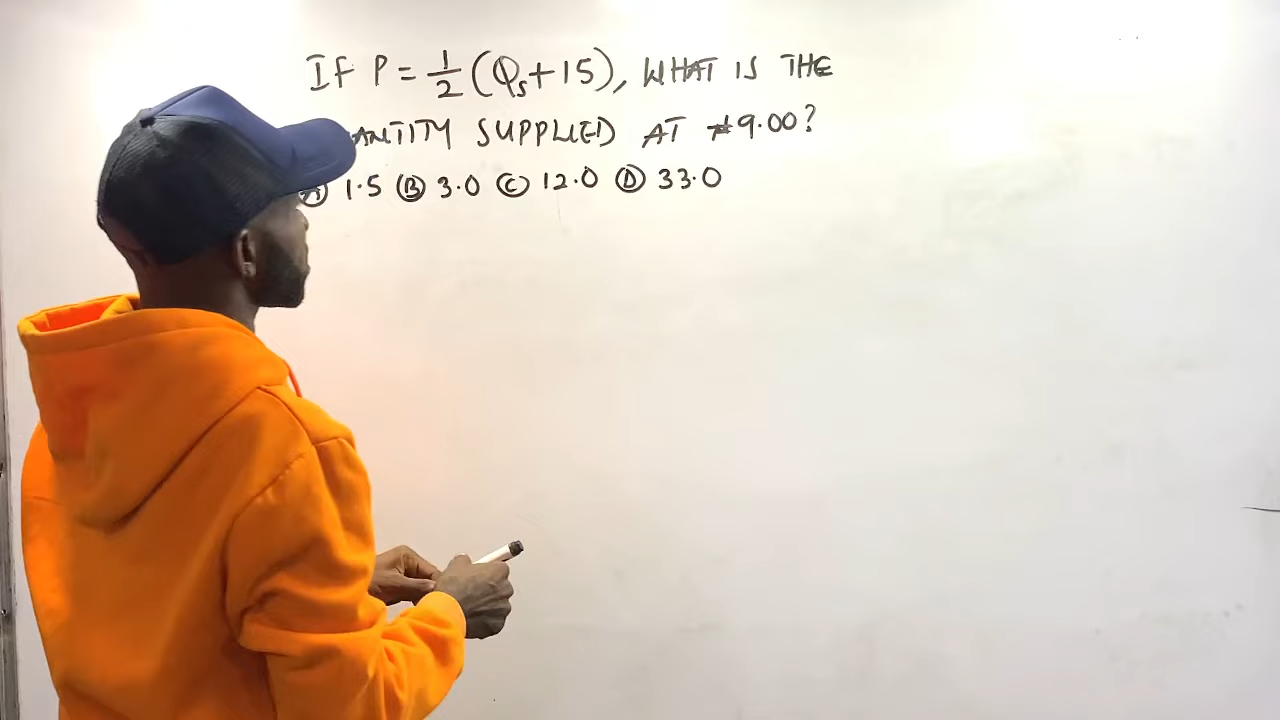 IF P = 1/2 (Qs + 15), WHAT IS THE
ANTITY SUPPLIED AT ₦9.00?
Ⓐ 1.5 Ⓑ 3.0 Ⓒ 12.0 Ⓓ 33.0